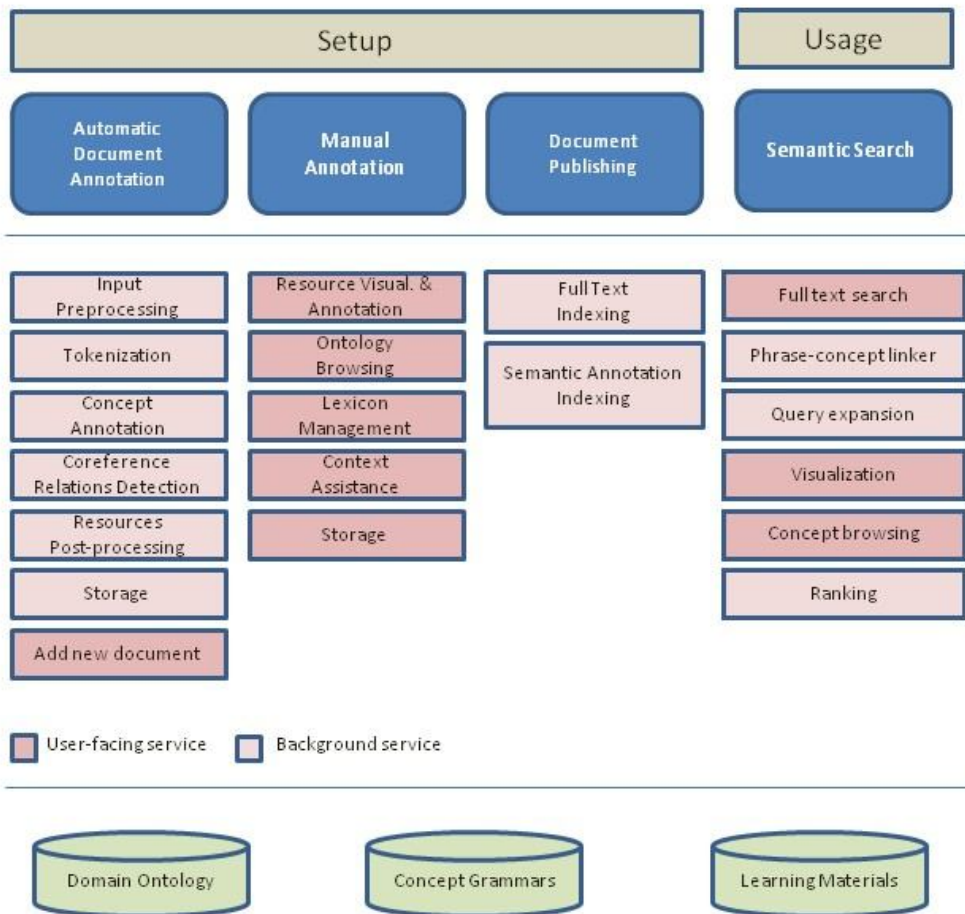 Setup
Usage
Automatic
Document
Annotation
Manual
Annotation
Document
Publishing
Semantic Search
Input
Preprocessing
Tokenization
Concept
Annotation
Coreference
Relations Detection
Resources
Post-processing
Storage
Add new document
Resource Visual. &
Annotation
Ontology
Browsing
Lexicon
Management
Context
Assistance
Storage
Full Text
Indexing
Semantic Annotation
Indexing
Full text search
Phrase-concept linker
Query expansion
Visualization
Concept browsing
Ranking
User-facing service
Background service
Domain Ontology
Concept Grammars
Learning Materials